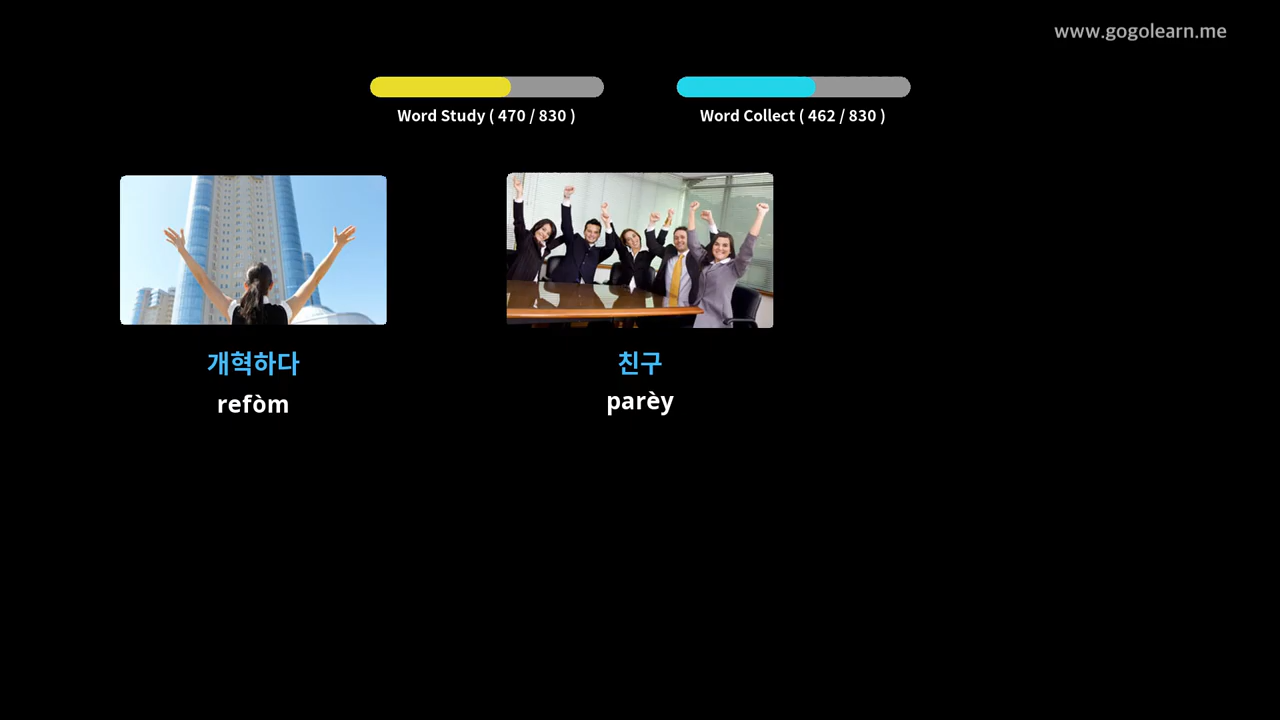 www.gogolearn.me
Word Study ( 470 / 830 )
Word Collect ( 462 / 830 )
개혁하다
refòm
친구
parèy